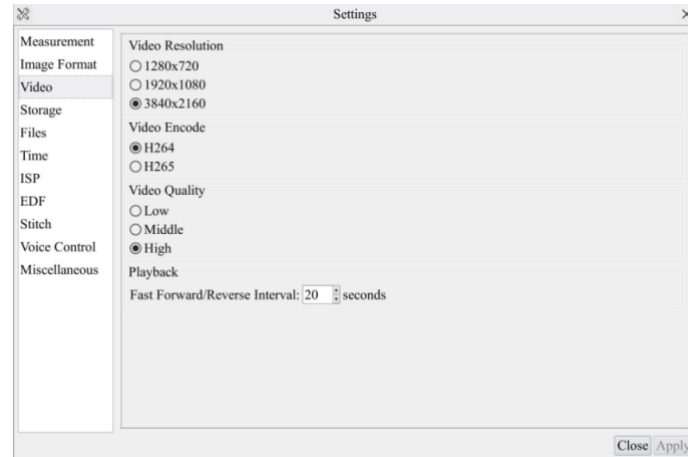 Settings
Measurement
Image Format
Video
Storage
Files
Time
ISP
EDF
Stitch
Voice Control
Miscellaneous
Video Resolution
1280x720
1920x1080
3840x2160
Video Encode
H264
H265
Video Quality
Low
Middle
High
Playback
Fast Forward/Reverse Interval: 20 seconds
Close Apply